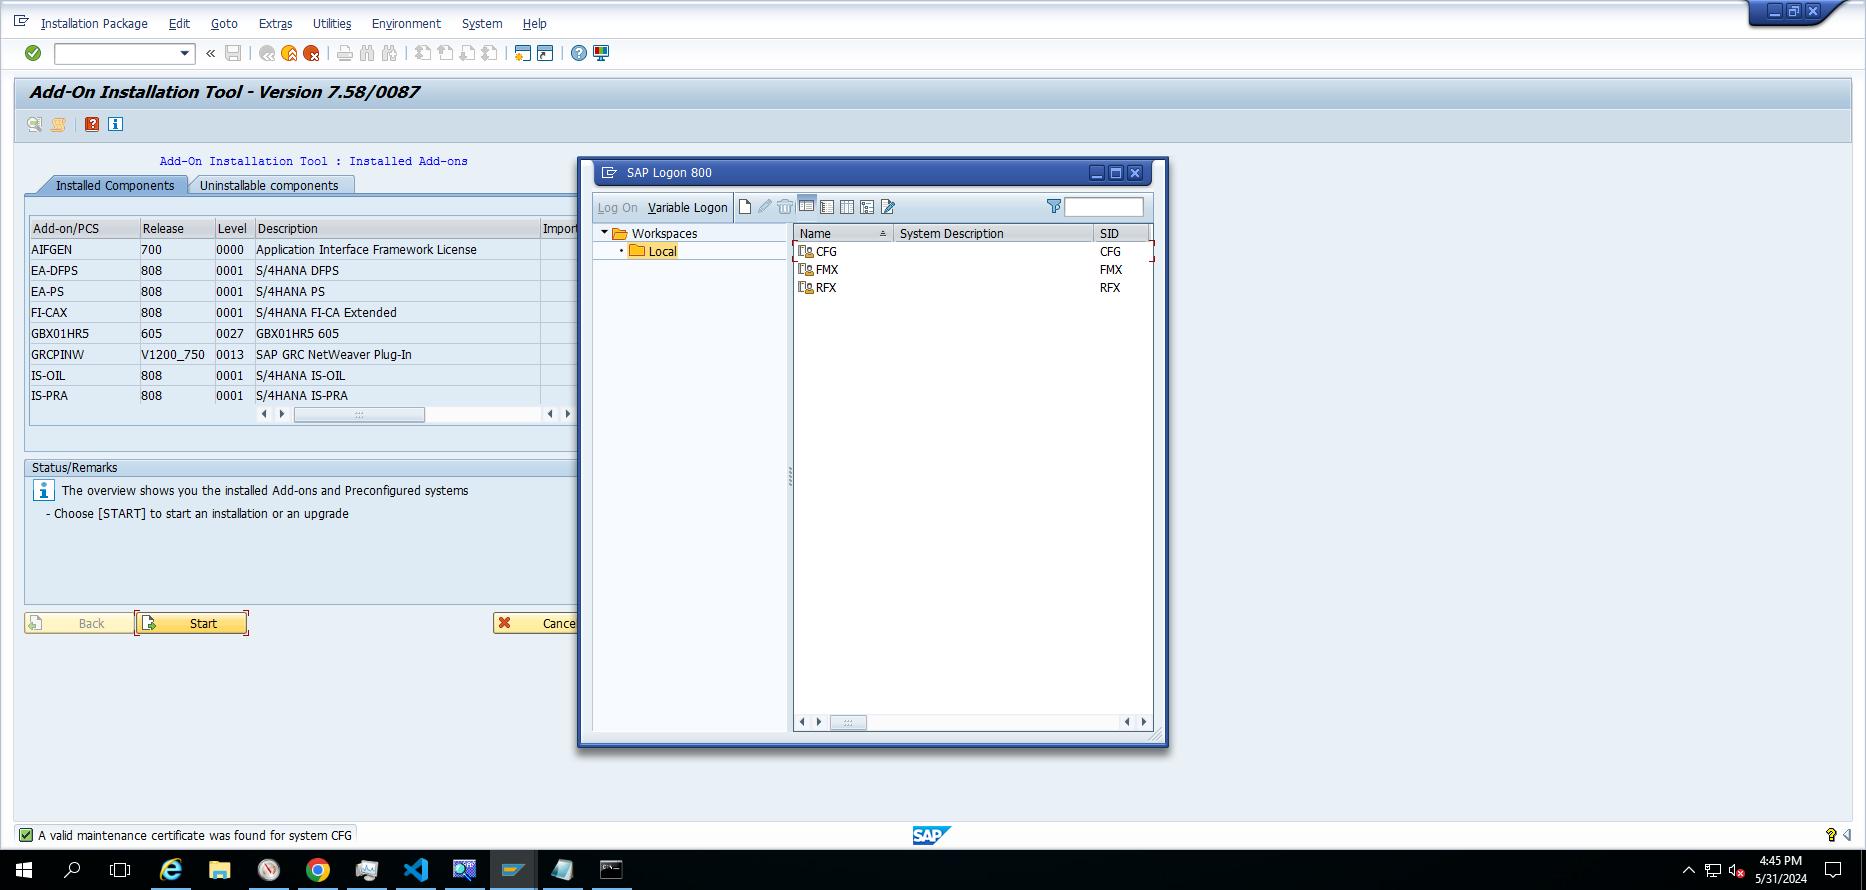 Installation Package Edit Goto Extras Utilities Environment System Help
Add-On Installation Tool - Version 7.58/0087
Add-On Installation Tool : Installed Add-ons
Installed Components Uninstallable components
Add-on/PCS Release Level Description Import
AIFGEN 700 0000 Application Interface Framework License
EA-DFPS 808 0001 S/4HANA DFPS
EA-PS 808 0001 S/4HANA PS
FI-CAX 808 0001 S/4HANA FI-CA Extended
GBX01HR5 605 0027 GBX01HR5 605
GRCPINW V1200_750 0013 SAP GRC NetWeaver Plug-In
IS-OIL 808 0001 S/4HANA IS-OIL
IS-PRA 808 0001 S/4HANA IS-PRA
Status/Remarks
The overview shows you the installed Add-ons and Preconfigured systems
- Choose [START] to start an installation or an upgrade
Back Start Cance
SAP Logon 800
Log On Variable Logon
Workspaces
Local
Name System Description SID
CFG CFG
FMX FMX
RFX RFX
A valid maintenance certificate was found for system CFG
SAP
4:45 PM
5/31/2024